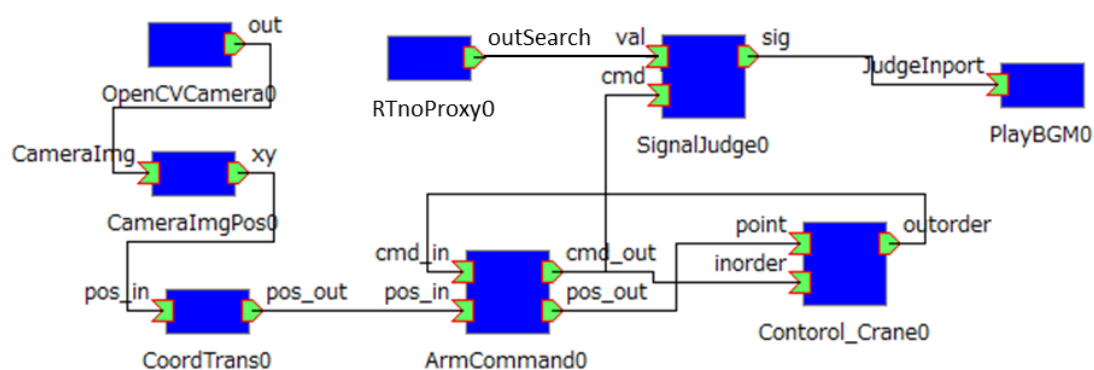 out
OpenCVCamera0
outSearch
RTnoProxy0
val
sig
cmd
SignalJudge0
JudgeInport
PlayBGM0
CameraImg
xy
CameraImgPos0
pos_in
pos_out
CoordTrans0
cmd_in
cmd_out
pos_in
pos_out
ArmCommand0
point
outorder
inorder
Contorol_Crane0